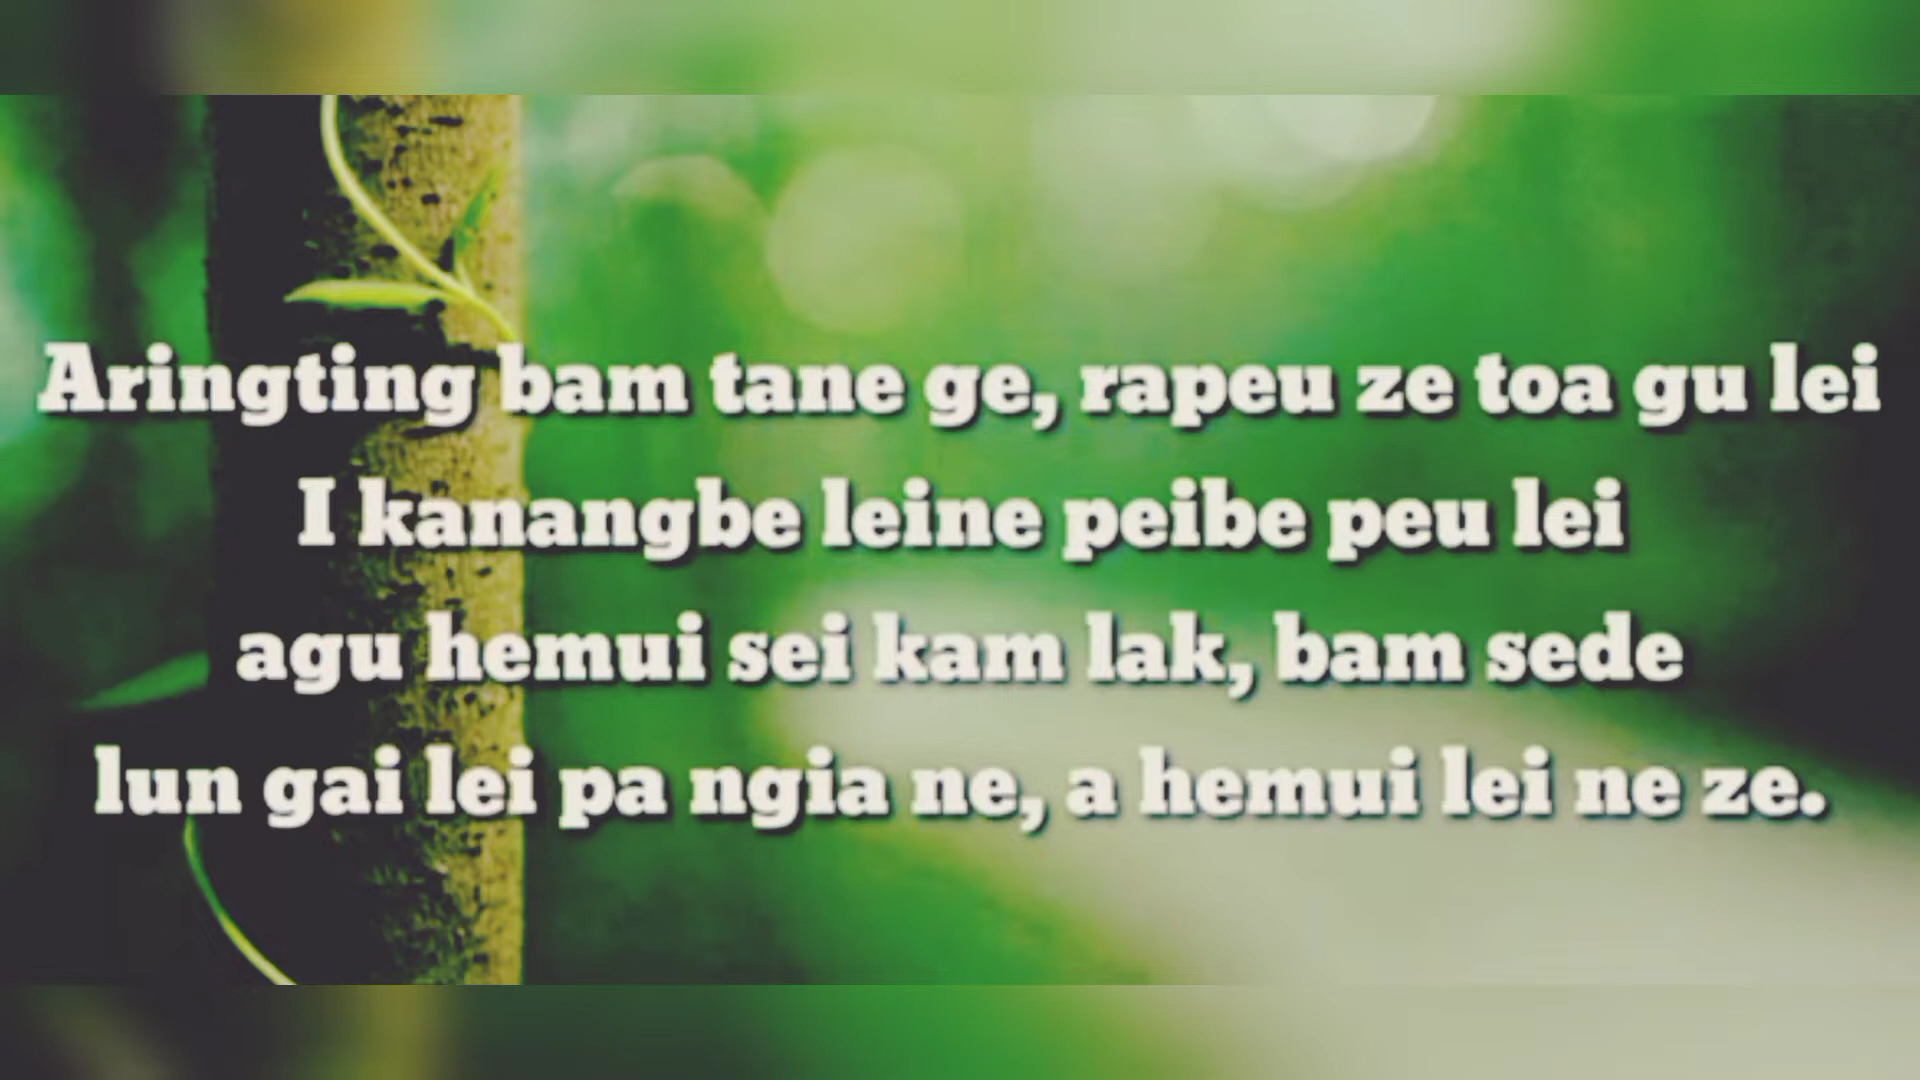 Aringting bam tane ge, rapeu ze toa gu lei
I kanangbe leine peibe peu lei
agu hemui sei kam lak, bam sede
lun gai lei pa ngia ne, a hemui lei ne ze.